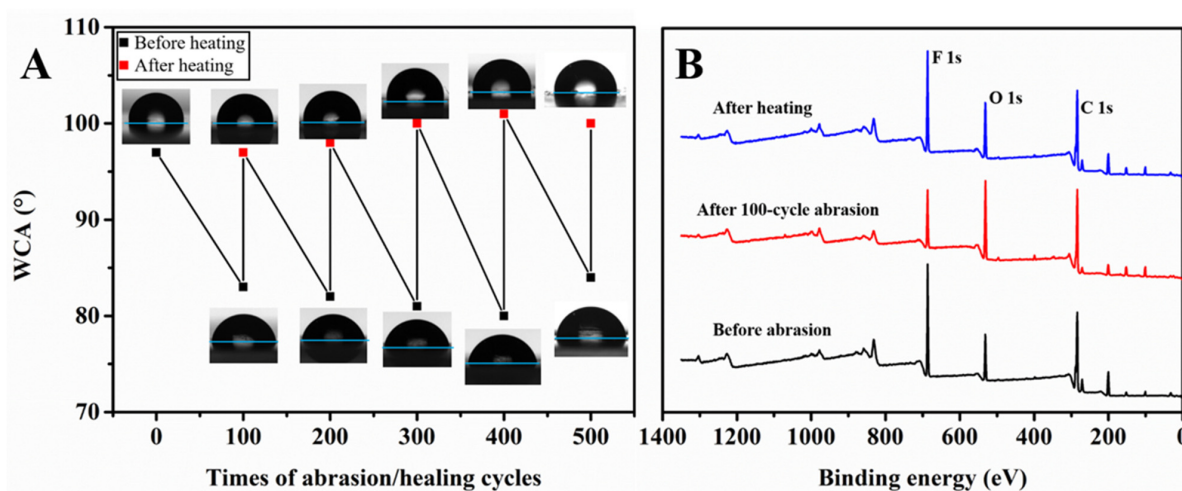 A
Before heating
After heating
110
100
90
80
70
WCA (°)
0 100 200 300 400 500
Times of abrasion/healing cycles
B
F 1s
O 1s
C 1s
After heating
After 100-cycle abrasion
Before abrasion
1400 1200 1000 800 600 400 200 0
Binding energy (eV)